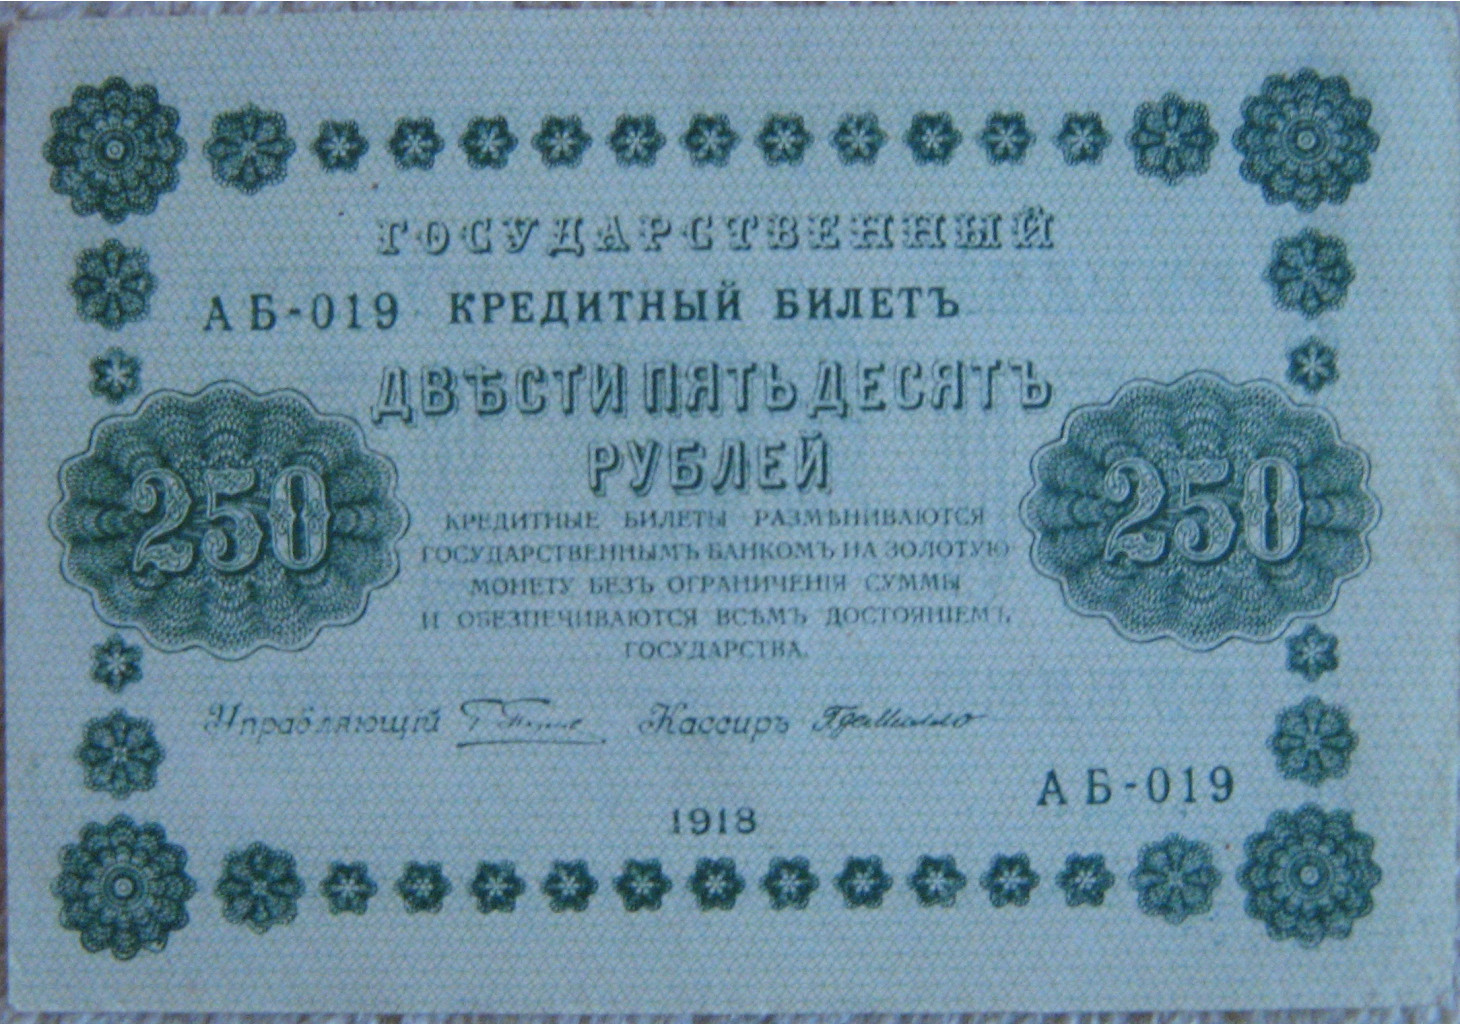 ГОСУДАРСТВЕННЫЙ
АБ-019 КРЕДИТНЫЙ БИЛЕТЪ
ДВѢСТИ ПЯТЬДЕСЯТЪ
РУБЛЕЙ
250
250
КРЕДИТНЫЕ БИЛЕТЫ РАЗМѢНИВАЮТСЯ
ГОСУДАРСТВЕННЫМЪ БАНКОМЪ НА ЗОЛОТУЮ
МОНЕТУ БЕЗЪ ОГРАНИЧЕНІЯ СУММЫ
И ОБЕЗПЕЧИВАЮТСЯ ВСѢМЪ ДОСТОЯНІЕМЪ
ГОСУДАРСТВА.
Управляющій Кассиръ
АБ-019
1918